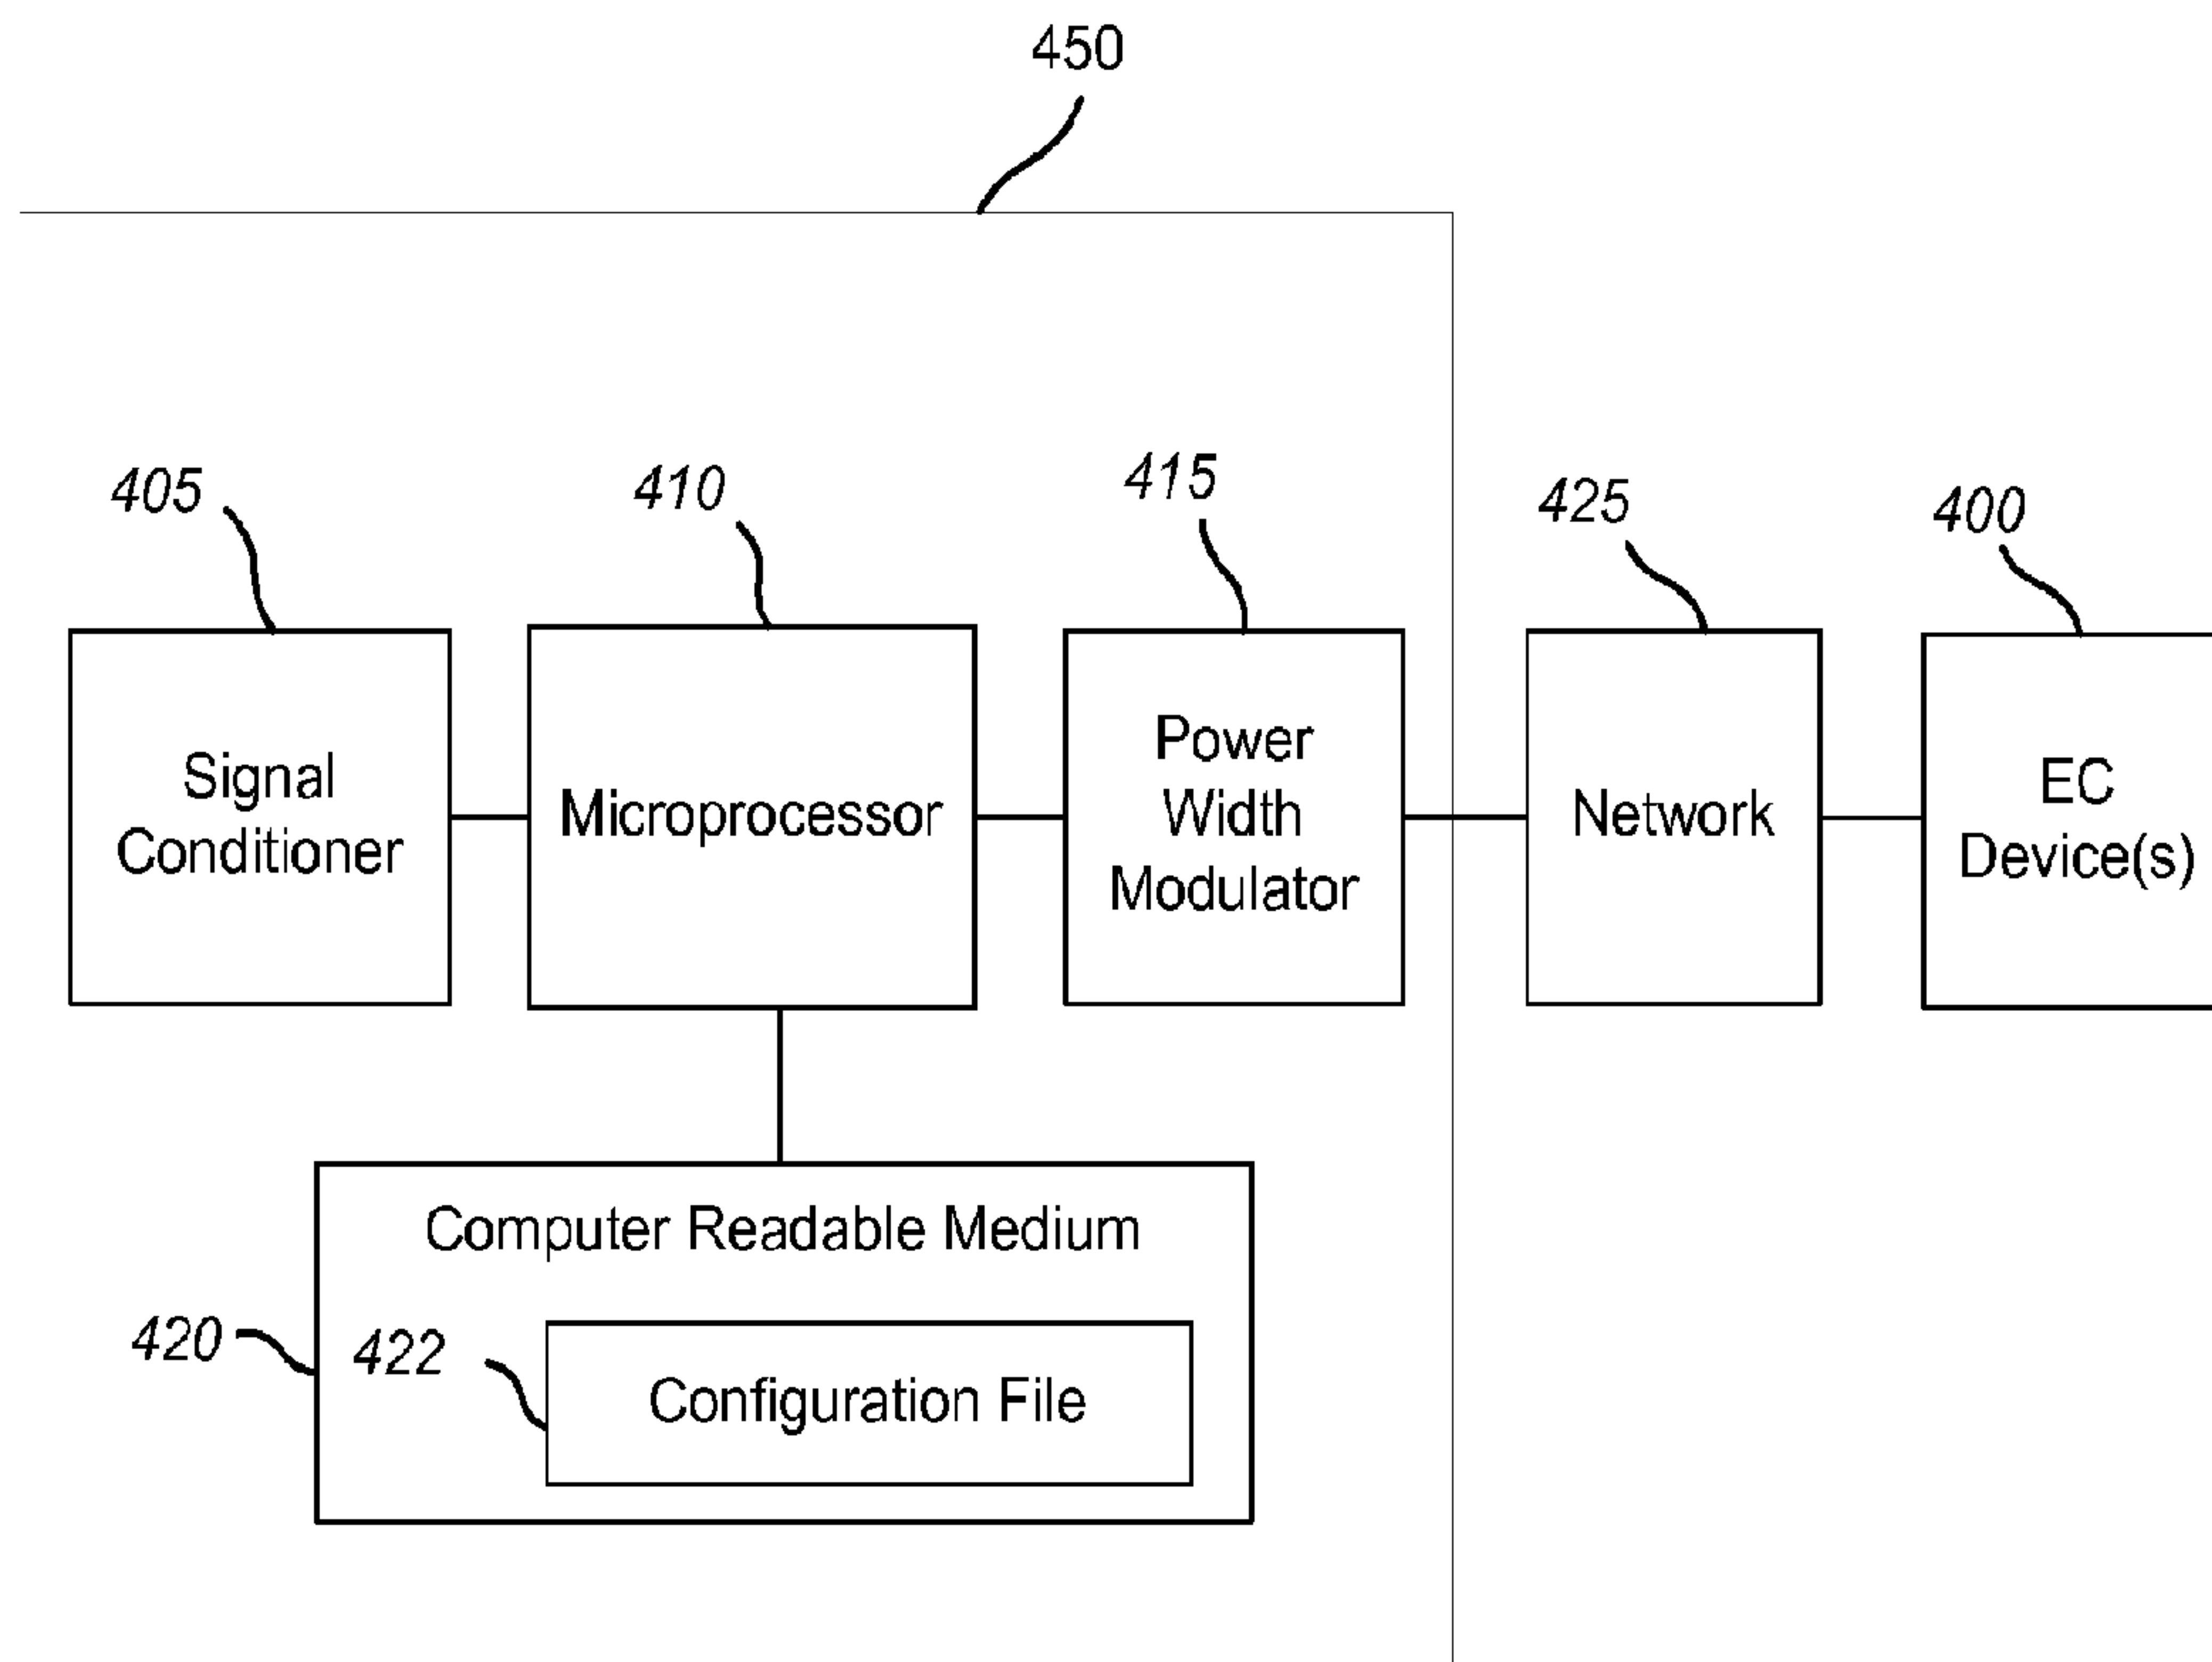 450
405
410
415
425
400
Signal
Conditioner
Microprocessor
Power
Width
Modulator
Network
EC
Device(s)
Computer Readable Medium
420
422
Configuration File